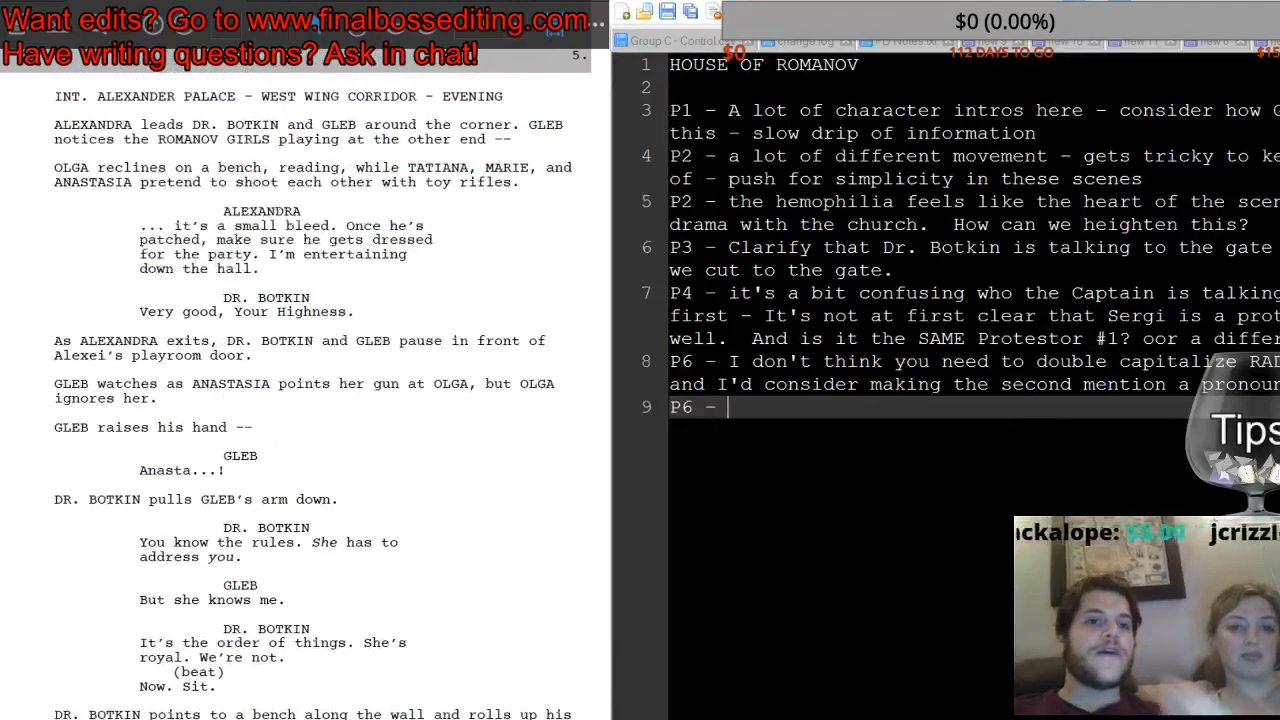 Want edits? Go to www.finalbossediting.com
Have writing questions? Ask in chat!
5.
INT. ALEXANDER PALACE - WEST WING CORRIDOR - EVENING
ALEXANDRA leads DR. BOTKIN and GLEB around the corner. GLEB
notices the ROMANOV GIRLS playing at the other end --
OLGA reclines on a bench, reading, while TATIANA, MARIE, and
ANASTASIA pretend to shoot each other with toy rifles.
ALEXANDRA
... it's a small bleed. Once he's
patched, make sure he gets dressed
for the party. I'm entertaining
down the hall.
DR. BOTKIN
Very good, Your Highness.
As ALEXANDRA exits, DR. BOTKIN and GLEB pause in front of
Alexei's playroom door.
GLEB watches as ANASTASIA points her gun at OLGA, but OLGA
ignores her.
GLEB raises his hand --
GLEB
Anasta...!
DR. BOTKIN pulls GLEB's arm down.
DR. BOTKIN
You know the rules. She has to
address you.
GLEB
But she knows me.
DR. BOTKIN
It's the order of things. She's
royal. We're not.
(beat)
Now. Sit.
DR. BOTKIN points to a bench along the wall and rolls up his
$0 (0.00%)
Group C - Control.cs
change.log
PD Notes.txt
$0
112 DAYS TO GO
1 HOUSE OF ROMANOV
2
3 P1 - A lot of character intros here - consider how
this - slow drip of information
4 P2 - a lot of different movement - gets tricky to
of - push for simplicity in these scenes
5 P2 - the hemophilia feels like the heart of the
drama with the church. How can we heighten this?
6 P3 - Clarify that Dr. Botkin is talking to the gate
we cut to the gate.
7 P4 - it's a bit confusing who the Captain is
first - It's not at first clear that Sergi is a
well. And is it the SAME Protestor #1? oor a
8 P6 - I don't think you need to double capitalize
and I'd consider making the second mention a
9 P6 -
Tips
ackalope: $5.00 jcrizzl